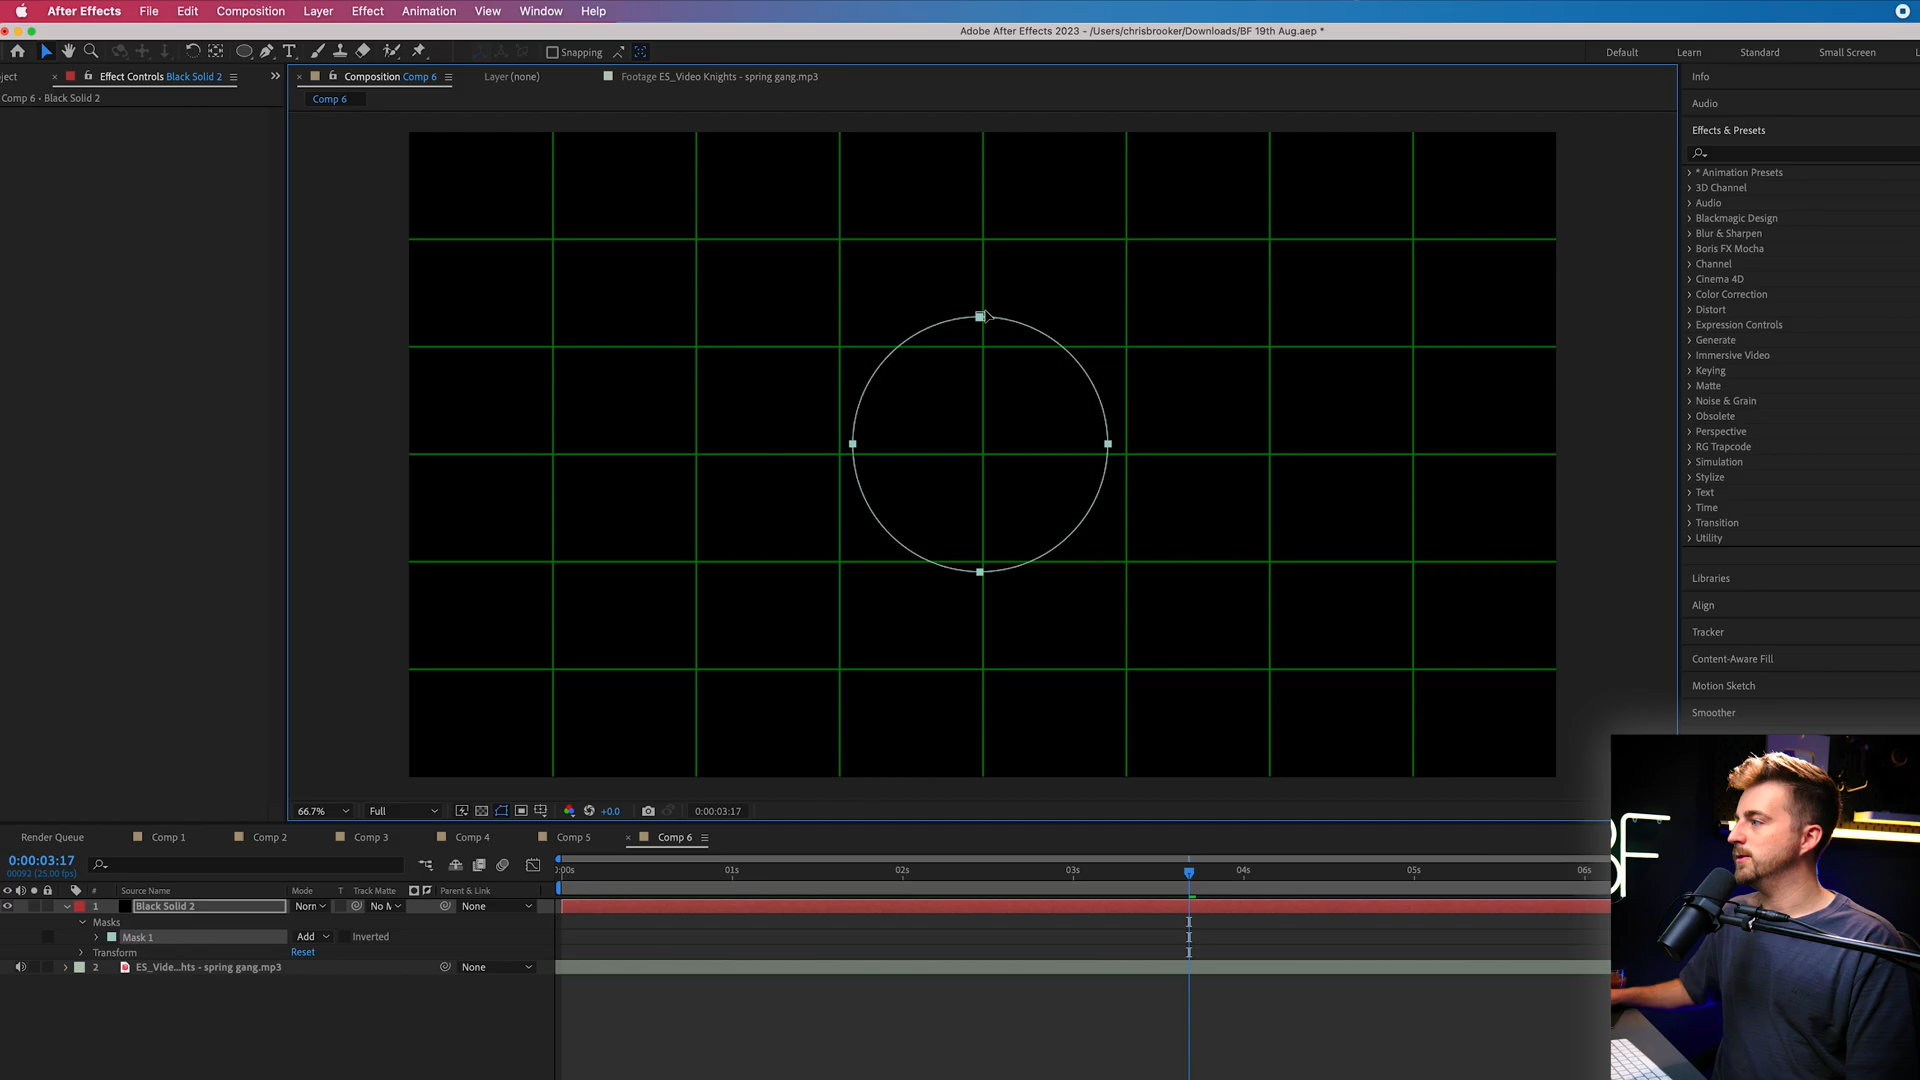 After Effects File Edit Composition Layer Effect Animation View Window Help
Adobe After Effects 2023 - /Users/chrisbrooker/Downloads/BF 19th Aug.aep *
Snapping
Default Learn Standard Small Screen
ject Effect Controls Black Solid 2
Composition Comp 6 Layer (none) Footage ES_Video Knights - spring gang.mp3
Comp 6 • Black Solid 2
Comp 6
Info
Audio
Effects & Presets
* Animation Presets
3D Channel
Audio
Blackmagic Design
Blur & Sharpen
Boris FX Mocha
Channel
Cinema 4D
Color Correction
Distort
Expression Controls
Generate
Immersive Video
Keying
Matte
Noise & Grain
Obsolete
Perspective
RG Trapcode
Simulation
Stylize
Text
Time
Transition
Utility
Libraries
Align
Tracker
Content-Aware Fill
Motion Sketch
Smoother
66.7% Full +0.0 0:00:03:17
Render Queue Comp 1 Comp 2 Comp 3 Comp 4 Comp 5 Comp 6
0:00:03:17
00092 (25.00 fps)
:00s 01s 02s 03s 04s 05s 06s
# Source Name Mode T Track Matte Parent & Link
1 Black Solid 2 Norn No M None
Masks
Mask 1 Add Inverted
Transform Reset
2 ES_Vide...hts - spring gang.mp3 None
BF